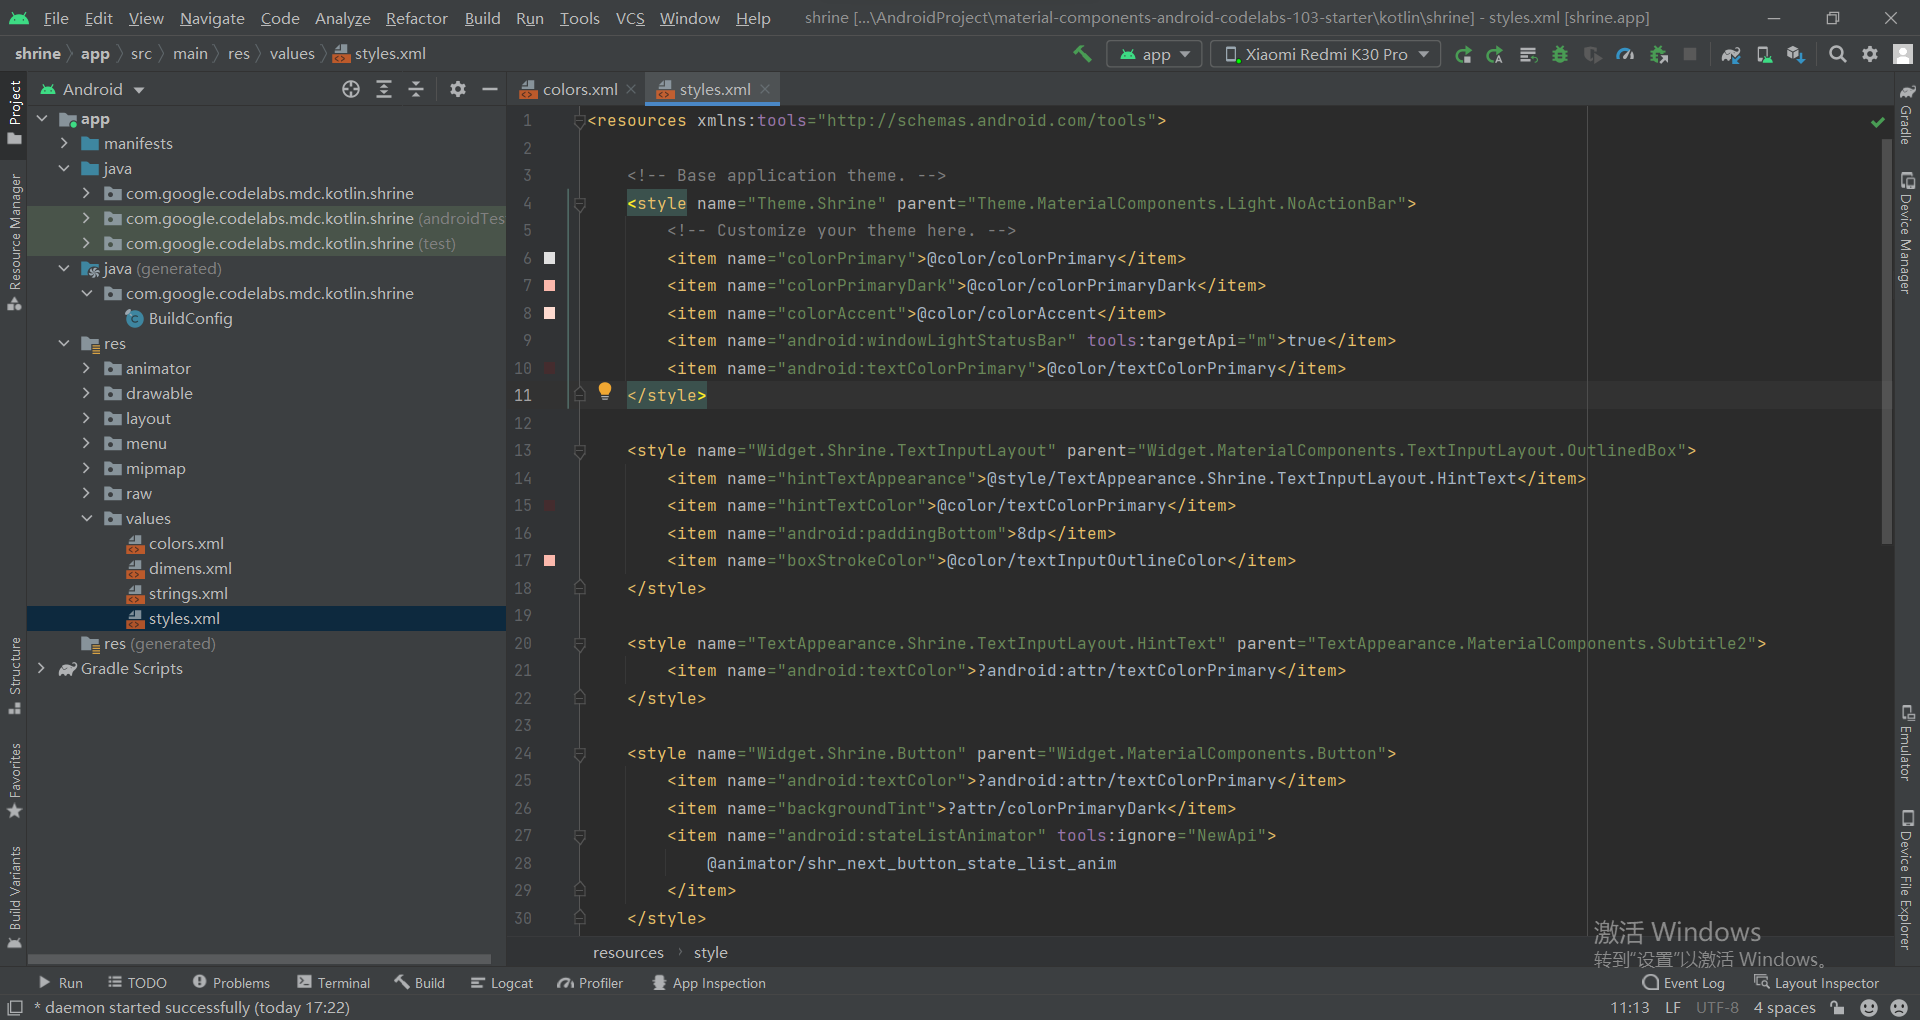 File Edit View Navigate Code Analyze Refactor Build Run Tools VCS Window Help shrine [...\AndroidProject\material-components-android-codelabs-103-starter\kotlin\shrine] - styles.xml [shrine.app]
shrine app src main res values styles.xml app Xiaomi Redmi K30 Pro
Android colors.xml styles.xml
Project
Resource Manager
Structure
Favorites
Build Variants
app
manifests
java
com.google.codelabs.mdc.kotlin.shrine
com.google.codelabs.mdc.kotlin.shrine (androidTes
com.google.codelabs.mdc.kotlin.shrine (test)
java (generated)
com.google.codelabs.mdc.kotlin.shrine
BuildConfig
res
animator
drawable
layout
menu
mipmap
raw
values
colors.xml
dimens.xml
strings.xml
styles.xml
res (generated)
Gradle Scripts
1 <resources xmlns:tools="http://schemas.android.com/tools">
2
3 <!-- Base application theme. -->
4 <style name="Theme.Shrine" parent="Theme.MaterialComponents.Light.NoActionBar">
5 <!-- Customize your theme here. -->
6 <item name="colorPrimary">@color/colorPrimary</item>
7 <item name="colorPrimaryDark">@color/colorPrimaryDark</item>
8 <item name="colorAccent">@color/colorAccent</item>
9 <item name="android:windowLightStatusBar" tools:targetApi="m">true</item>
10 <item name="android:textColorPrimary">@color/textColorPrimary</item>
11 </style>
12
13 <style name="Widget.Shrine.TextInputLayout" parent="Widget.MaterialComponents.TextInputLayout.OutlinedBox">
14 <item name="hintTextAppearance">@style/TextAppearance.Shrine.TextInputLayout.HintText</item>
15 <item name="hintTextColor">@color/textColorPrimary</item>
16 <item name="android:paddingBottom">8dp</item>
17 <item name="boxStrokeColor">@color/textInputOutlineColor</item>
18 </style>
19
20 <style name="TextAppearance.Shrine.TextInputLayout.HintText" parent="TextAppearance.MaterialComponents.Subtitle2">
21 <item name="android:textColor">?android:attr/textColorPrimary</item>
22 </style>
23
24 <style name="Widget.Shrine.Button" parent="Widget.MaterialComponents.Button">
25 <item name="android:textColor">?android:attr/textColorPrimary</item>
26 <item name="backgroundTint">?attr/colorPrimaryDark</item>
27 <item name="android:stateListAnimator" tools:ignore="NewApi">
28 @animator/shr_next_button_state_list_anim
29 </item>
30 </style>
resources style
Gradle
Device Manager
Emulator
Device File Explorer
激活 Windows
转到"设置"以激活 Windows。
Run TODO Problems Terminal Build Logcat Profiler App Inspection Event Log Layout Inspector
* daemon started successfully (today 17:22) 11:13 LF UTF-8 4 spaces